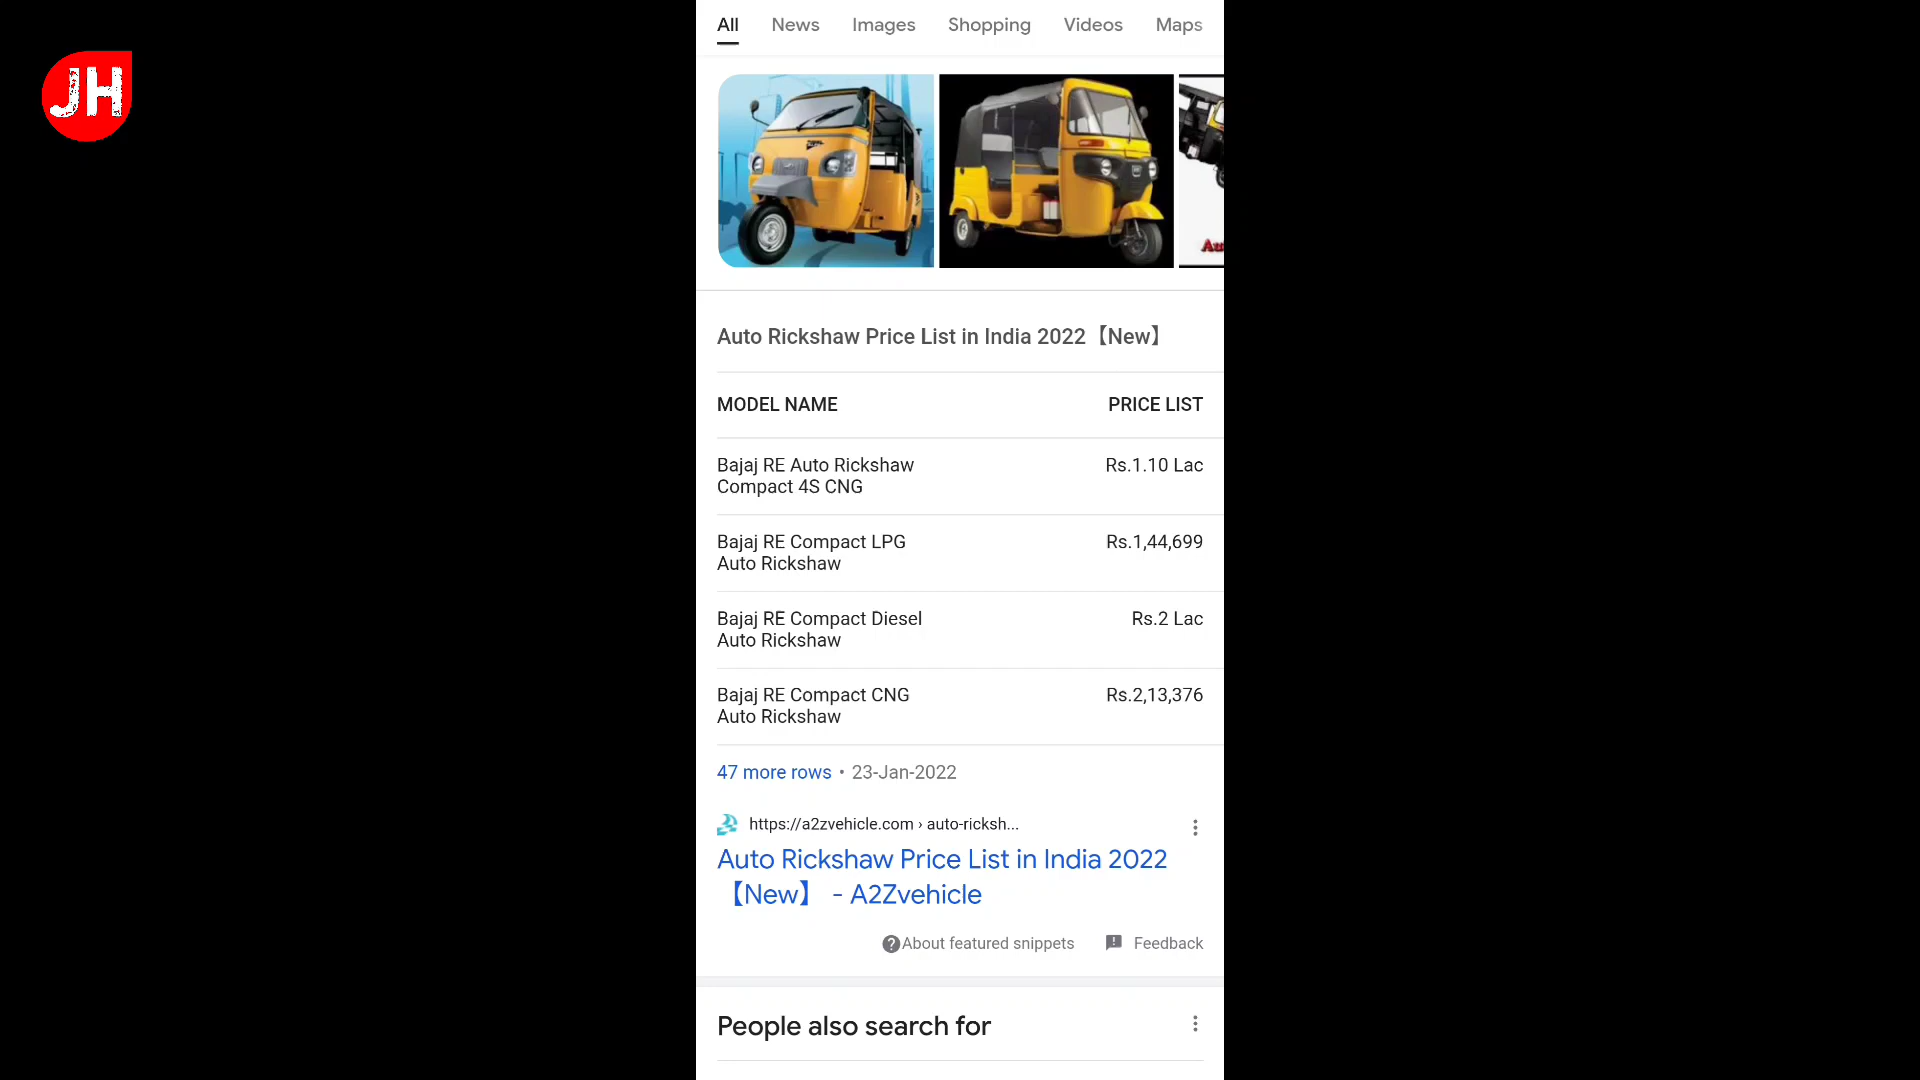 JH
All News Images Shopping Videos Maps
Au
Auto Rickshaw Price List in India 2022【New】
MODEL NAME PRICE LIST
Bajaj RE Auto Rickshaw Rs.1.10 Lac
Compact 4S CNG
Bajaj RE Compact LPG Rs.1,44,699
Auto Rickshaw
Bajaj RE Compact Diesel Rs.2 Lac
Auto Rickshaw
Bajaj RE Compact CNG Rs.2,13,376
Auto Rickshaw
47 more rows • 23-Jan-2022
https://a2zvehicle.com › auto-ricksh...
Auto Rickshaw Price List in India 2022
【New】 - A2Zvehicle
About featured snippets Feedback
People also search for